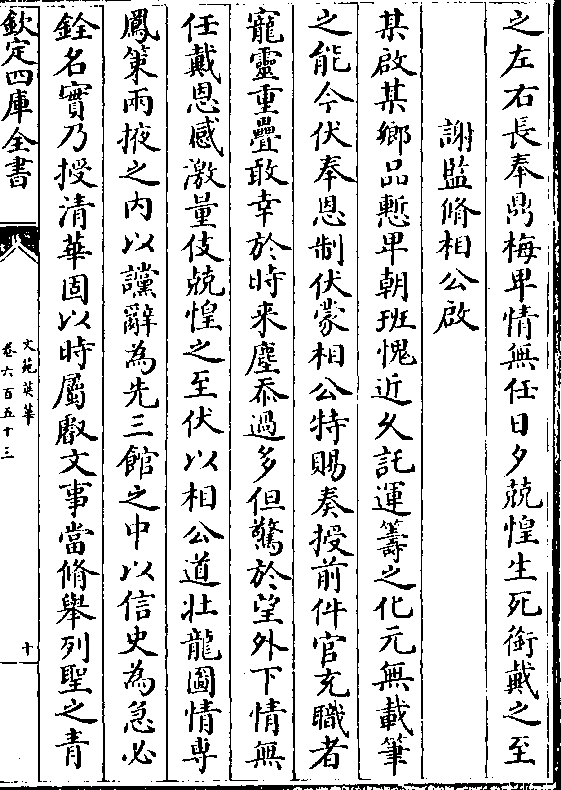 之左右長奉鼎梅卑情無任日夕兢惶生死銜戴之至
謝監脩相公啟
某啟某鄉品慙卑朝班愧近久託運籌之化元無載筆
之能今伏奉恩制伏蒙相公特賜奏授前件官充職者
寵靈重疊敢幸於時来塵忝過多但驚於望外下情無
任戴恩感激量伎兢惶之至伏以相公道壯龍圖情専
鳳䇿兩掖之内以讜辭為先三館之中以信史為急必
銓名實乃授清華固以時屬㪉文事當脩舉列聖之青
欽定四庫全書
文苑英華
卷六百五十三
十